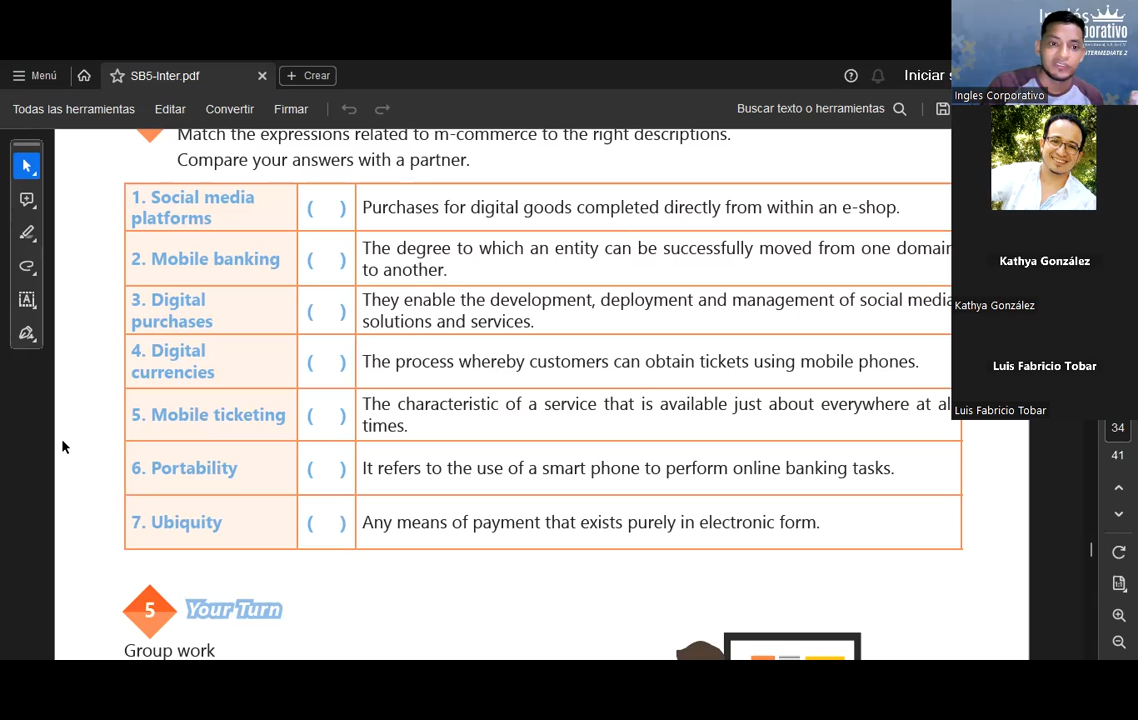 Menú
SB5-Inter.pdf
Crear
Iniciar s
Todas las herramientas
Editar
Convertir
Firmar
Buscar texto o herramientas
Match the expressions related to m-commerce to the right descriptions.
Compare your answers with a partner.
1. Social media
platforms
( )
Purchases for digital goods completed directly from within an e-shop.
2. Mobile banking
( )
The degree to which an entity can be successfully moved from one domain
to another.
3. Digital
purchases
( )
They enable the development, deployment and management of social media
solutions and services.
4. Digital
currencies
( )
The process whereby customers can obtain tickets using mobile phones.
5. Mobile ticketing
( )
The characteristic of a service that is available just about everywhere at al
times.
6. Portability
( )
It refers to the use of a smart phone to perform online banking tasks.
7. Ubiquity
( )
Any means of payment that exists purely in electronic form.
5
Your Turn
Group work
Ingles Corporativo
Kathya González
Kathya González
Luis Fabricio Tobar
Luis Fabricio Tobar
34
41